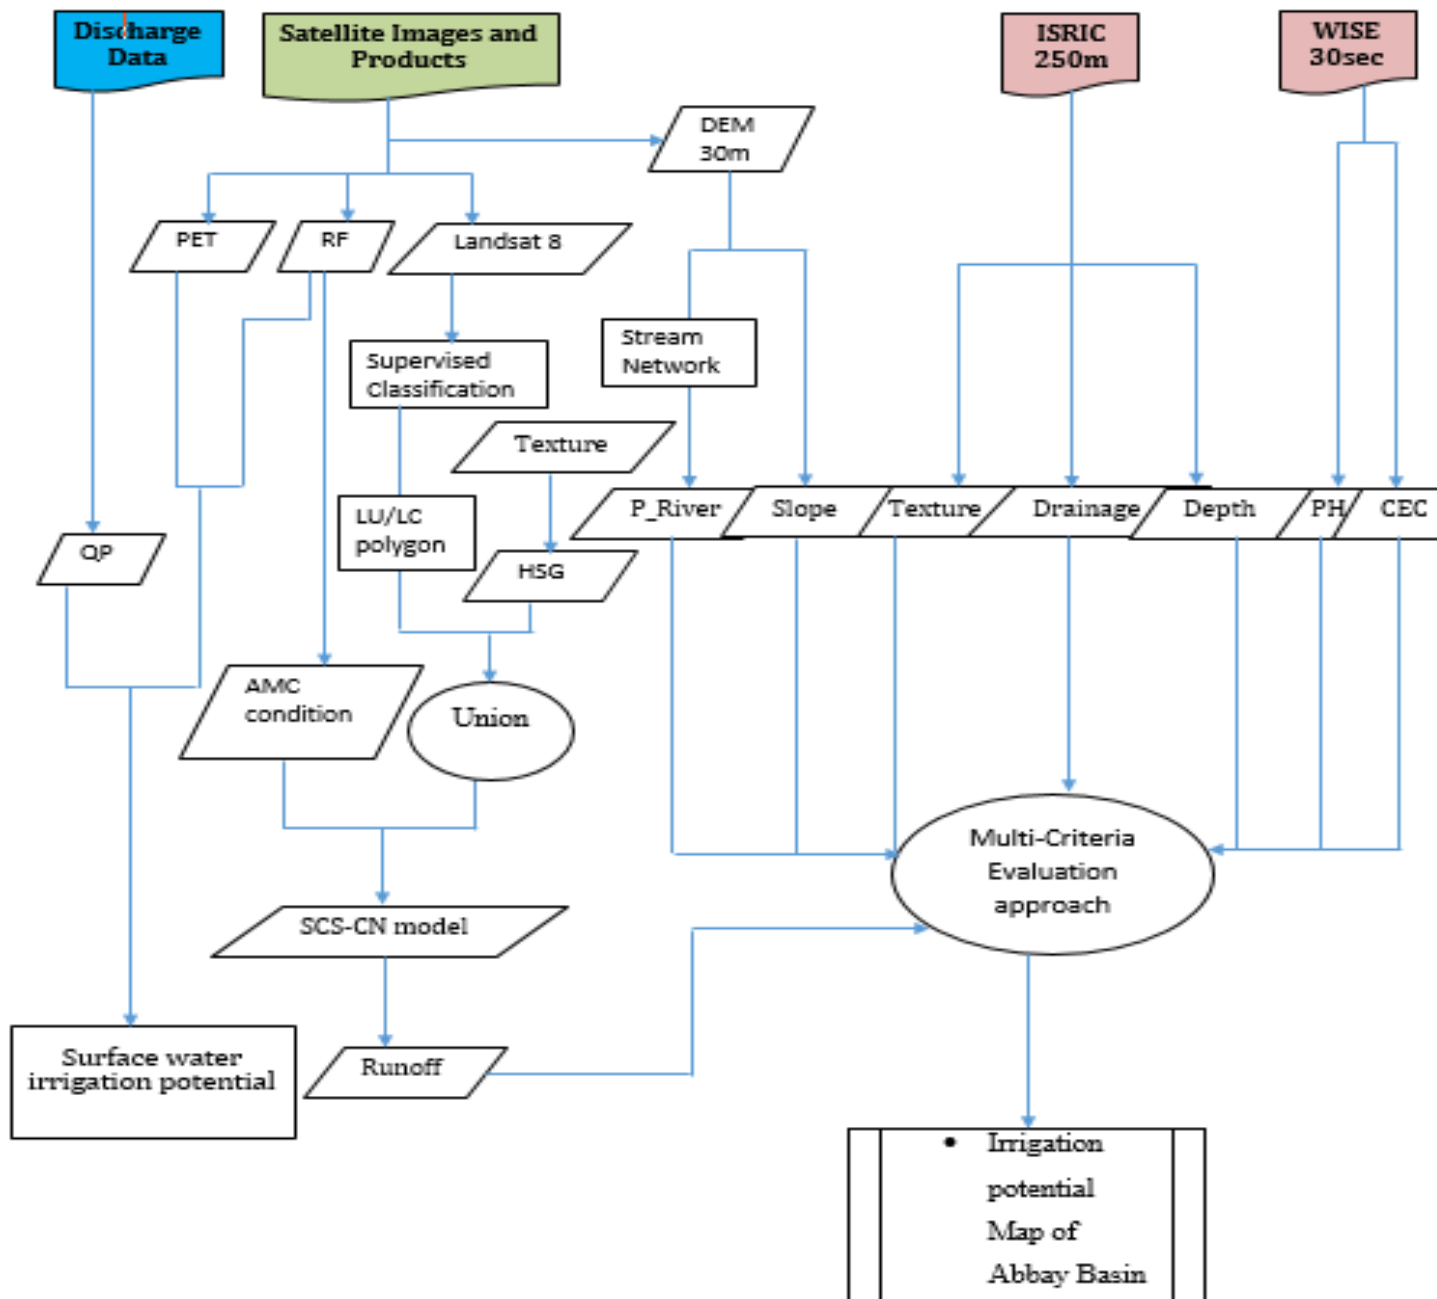 Discharge
Data
Satellite Images and
Products
ISRIC
250m
WISE
30sec
DEM
30m
PET
RF
Landsat 8
Supervised
Classification
Stream
Network
Texture
P_River
Slope
Texture
Drainage
Depth
PH
CEC
LU/LC
polygon
QP
HSG
AMC
condition
Union
Multi-Criteria
Evaluation
approach
SCS-CN model
Surface water
irrigation potential
Runoff
• Irrigation
potential
Map of
Abbay Basin